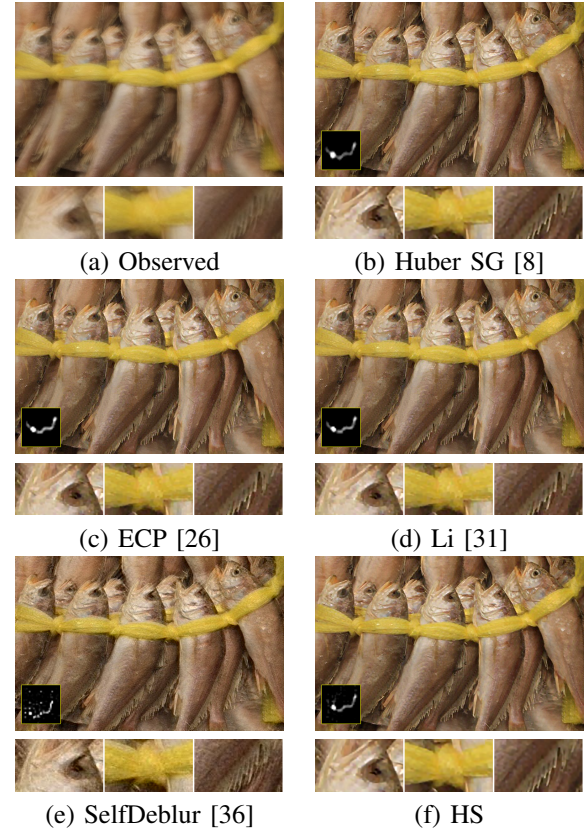 (a) Observed
(b) Huber SG [8]
(c) ECP [26]
(d) Li [31]
(e) SelfDeblur [36]
(f) HS